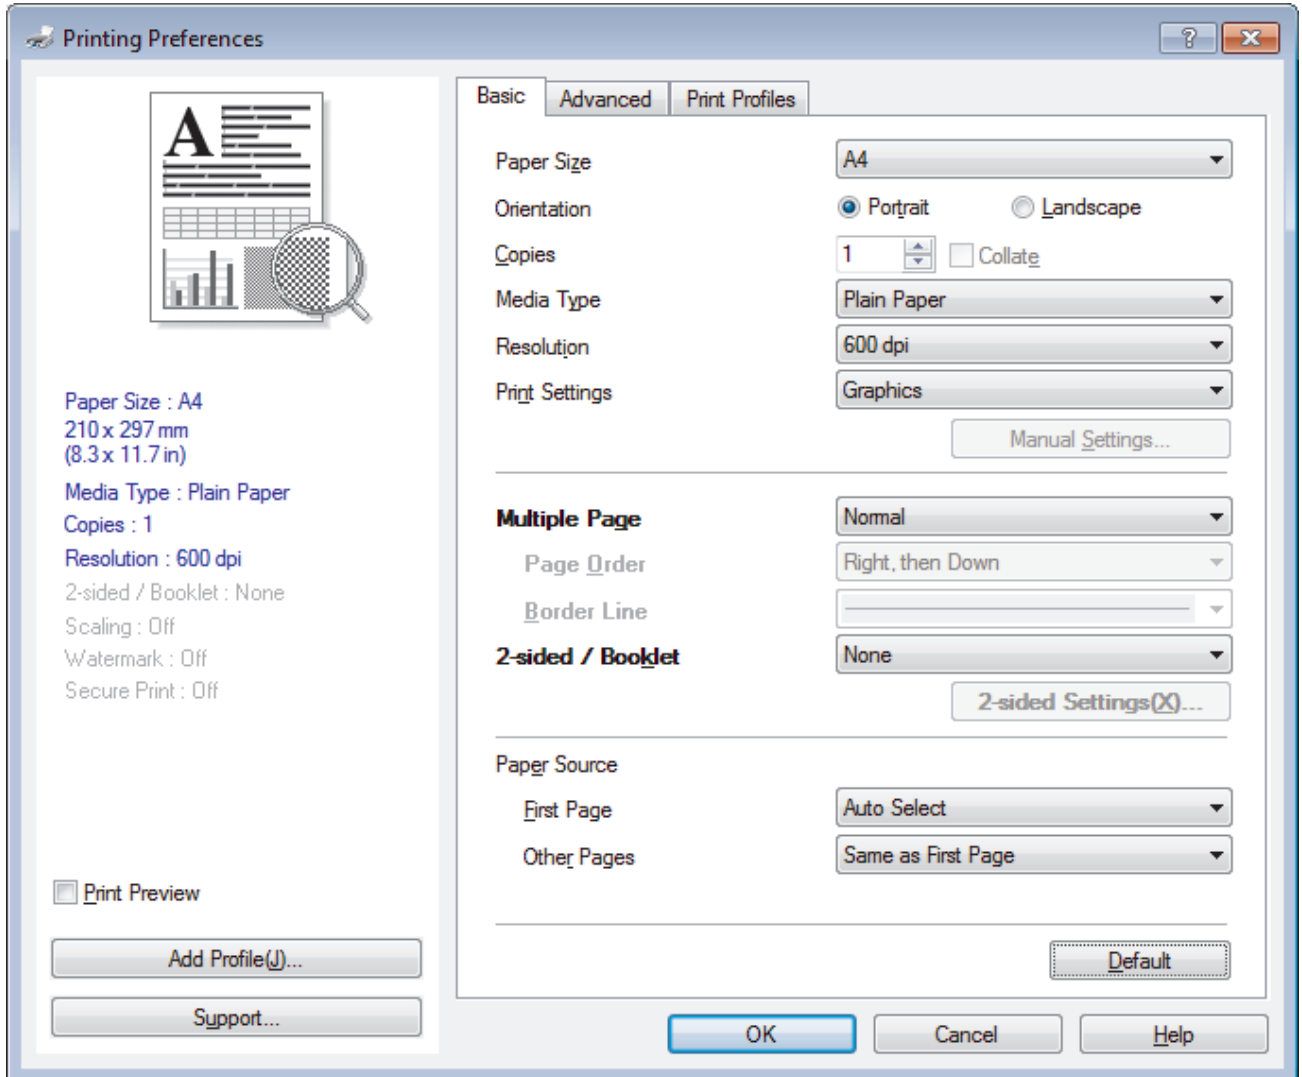 Printing Preferences
A
Paper Size : A4
210 x 297 mm
(8.3 x 11.7 in)
Media Type : Plain Paper
Copies : 1
Resolution : 600 dpi
2-sided / Booklet : None
Scaling : Off
Watermark : Off
Secure Print : Off
Print Preview
Add Profile(J)...
Support...
Basic Advanced Print Profiles
Paper Size A4
Orientation Portrait Landscape
Copies 1 Collate
Media Type Plain Paper
Resolution 600 dpi
Print Settings Graphics
Manual Settings...
Multiple Page Normal
Page Order Right, then Down
Border Line
2-sided / Booklet None
2-sided Settings(X)...
Paper Source
First Page Auto Select
Other Pages Same as First Page
Default
OK Cancel Help